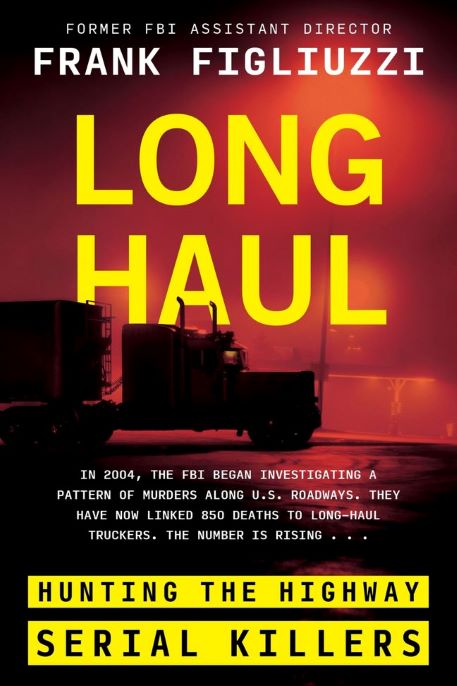 FORMER FBI ASSISTANT DIRECTOR
FRANK FIGLIUZZI
LONG
HAUL
IN 2004, THE FBI BEGAN INVESTIGATING A
PATTERN OF MURDERS ALONG U.S. ROADWAYS. THEY
HAVE NOW LINKED 850 DEATHS TO LONG-HAUL
TRUCKERS. THE NUMBER IS RISING . . .
HUNTING THE HIGHWAY
SERIAL KILLERS